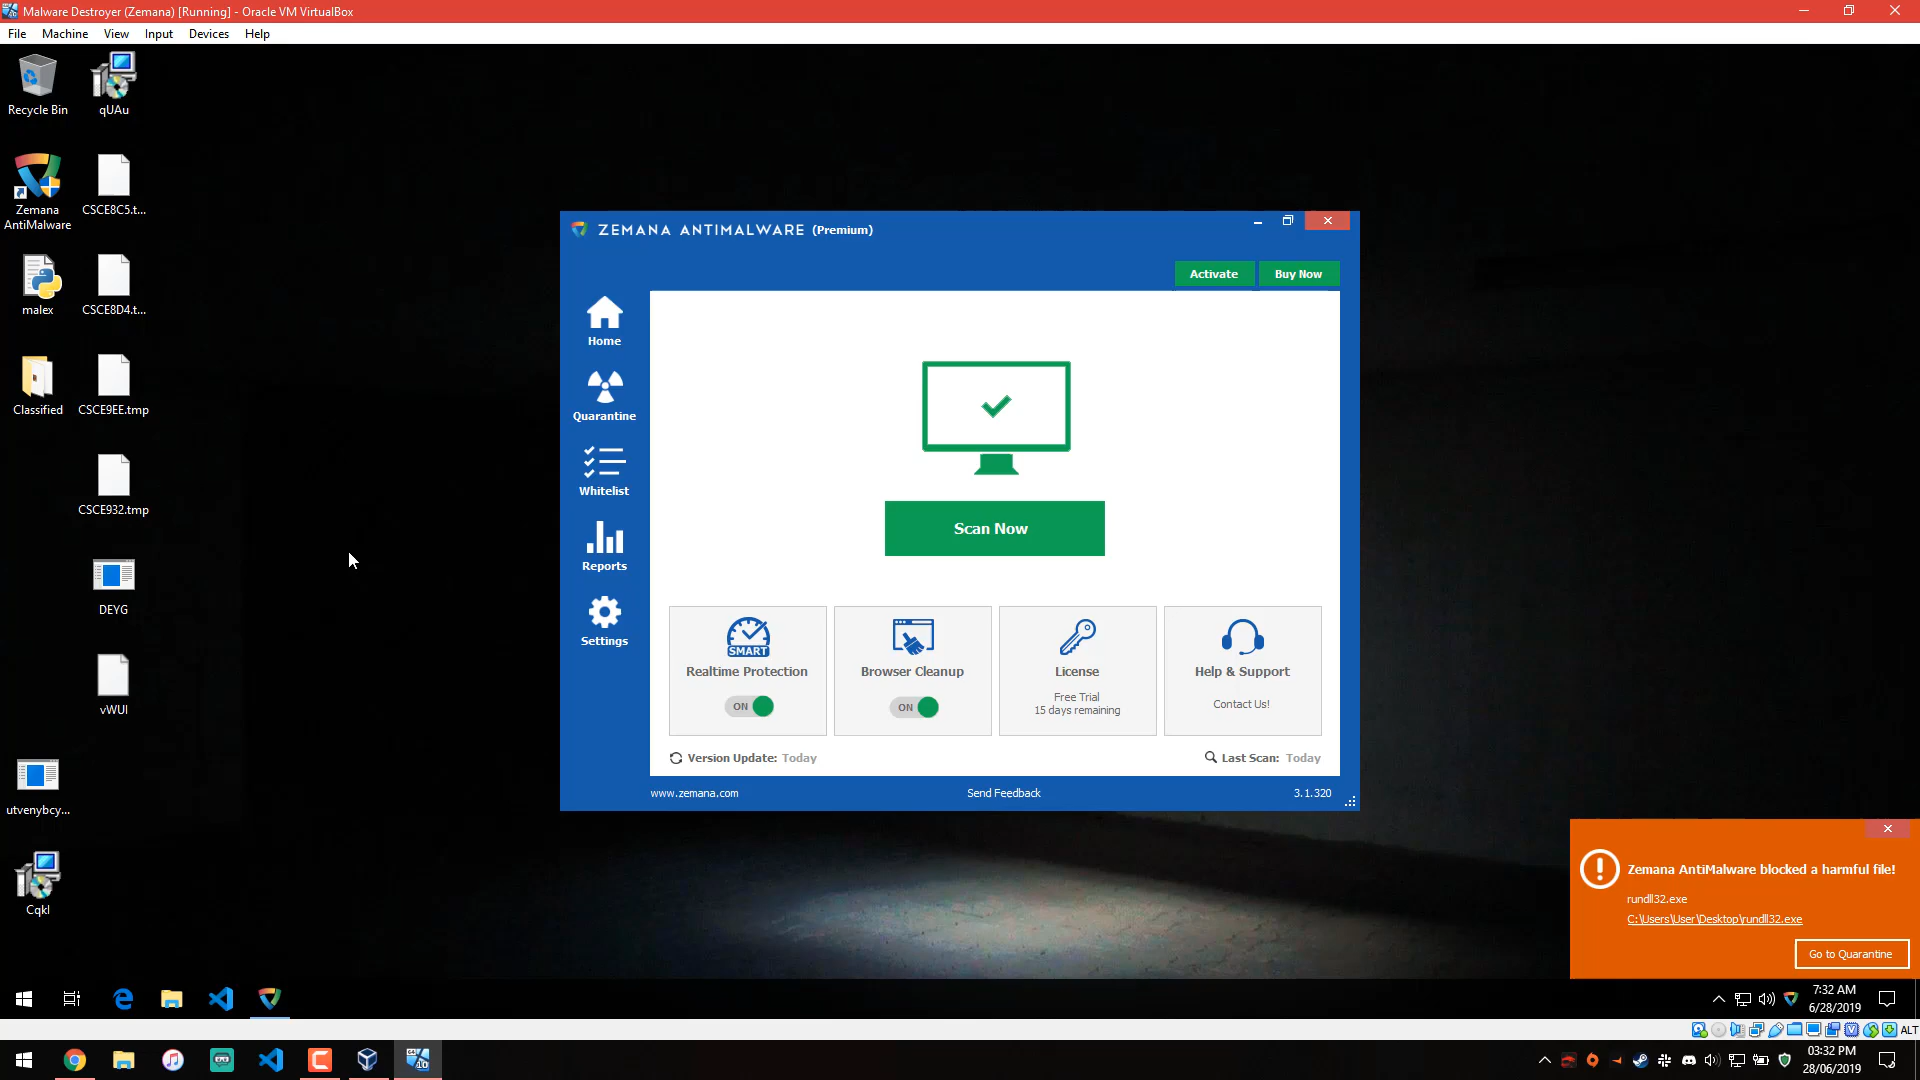 Malware Destroyer (Zemana) [Running] - Oracle VM VirtualBox
File Machine View Input Devices Help
Recycle Bin
qUAu
Zemana AntiMalware
CSCE8C5.t...
malex
CSCE8D4.t...
Classified
CSCE9EE.tmp
CSCE932.tmp
DEYG
vWUI
utvenybcy...
Cqkl
ZEMANA ANTIMALWARE (Premium)
Activate
Buy Now
Home
Quarantine
Whitelist
Reports
Settings
Scan Now
SMART
Realtime Protection
ON
Browser Cleanup
ON
License
Free Trial
15 days remaining
Help & Support
Contact Us!
Version Update: Today
Last Scan: Today
www.zemana.com
Send Feedback
3.1.320
Zemana AntiMalware blocked a harmful file!
rundll32.exe
C:\Users\User\Desktop\rundll32.exe
Go to Quarantine
7:32 AM
6/28/2019
ALT
64
10
03:32 PM
28/06/2019